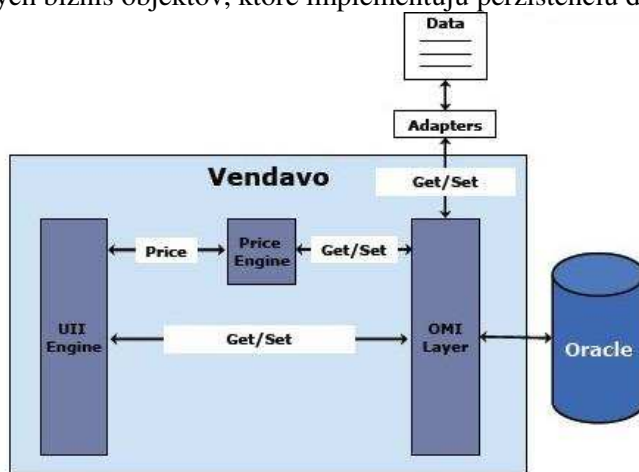 ých biznis objektov, ktoré implementujú perzistenciu d
Data
Adapters
Vendavo
Get/Set
Price
Price
Engine
Get/Set
UII
Engine
Get/Set
OMI
Layer
Oracle